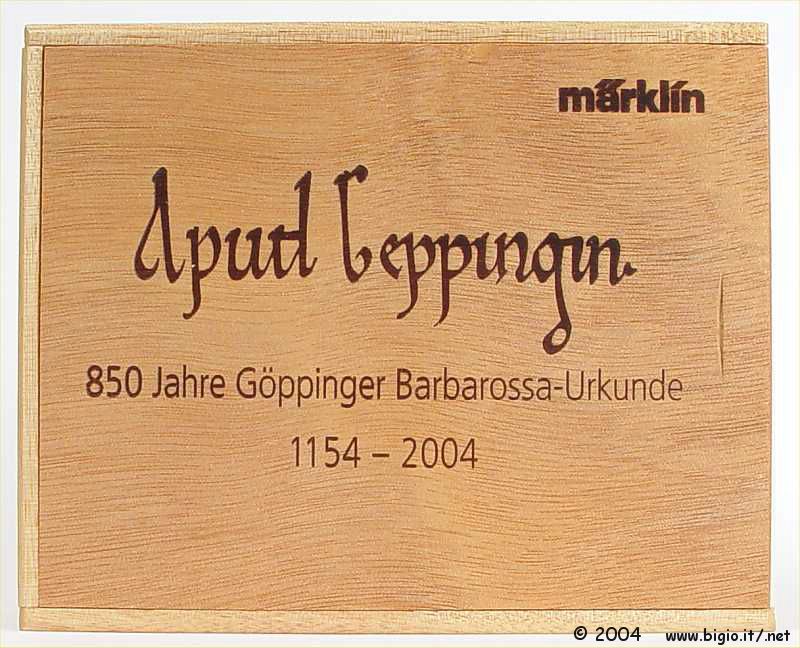 märklin
Apud Geppingin.
850 Jahre Göppinger Barbarossa-Urkunde
1154 – 2004
© 2004 www.bigio.it/.net